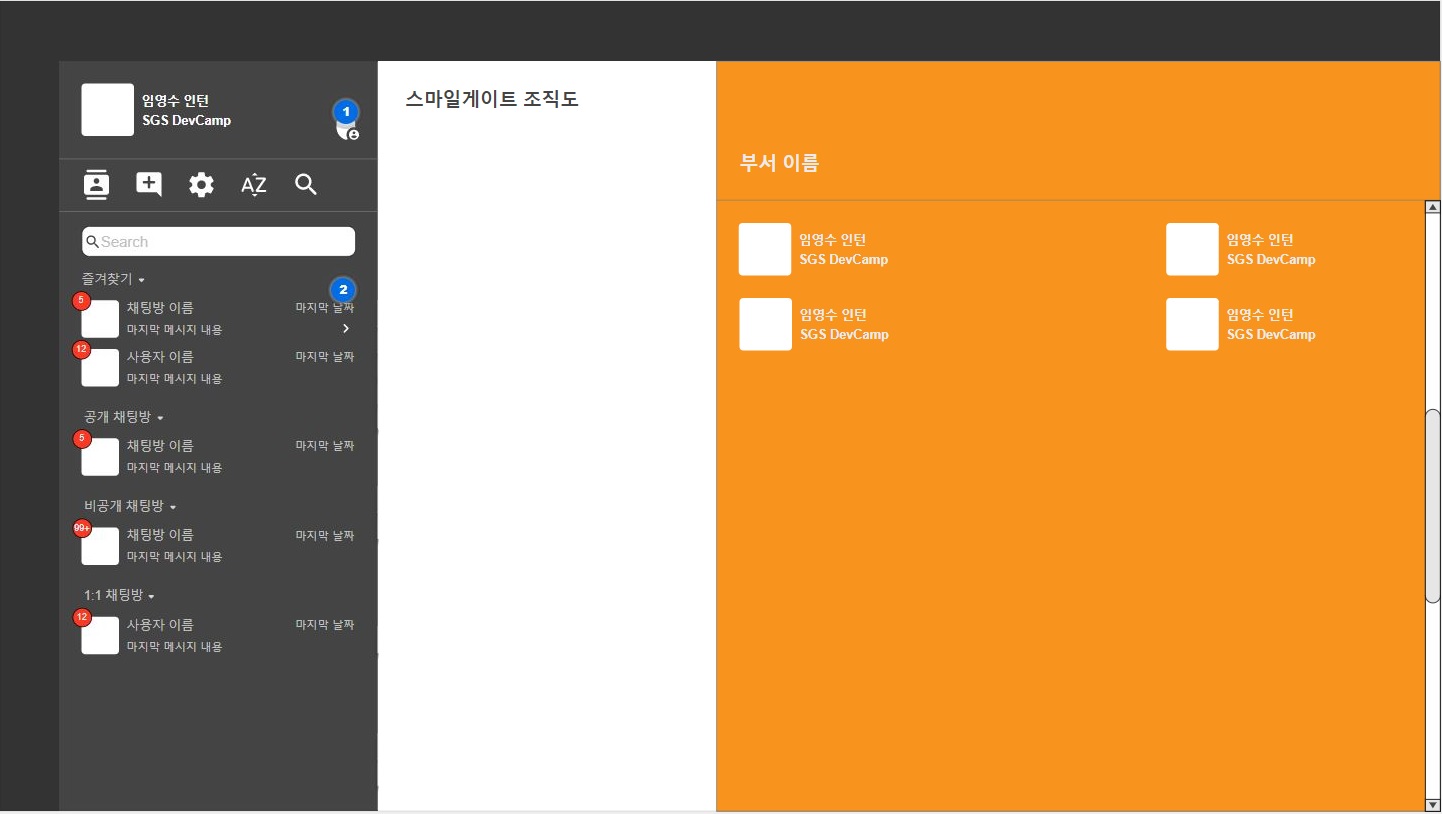 임영수 인턴
SGS DevCamp
1
Search
즐겨찾기
2
5
채팅방 이름
마지막 날짜
마지막 메시지 내용
12
사용자 이름
마지막 날짜
마지막 메시지 내용
공개 채팅방
5
채팅방 이름
마지막 날짜
마지막 메시지 내용
비공개 채팅방
99+
채팅방 이름
마지막 날짜
마지막 메시지 내용
1:1 채팅방
12
사용자 이름
마지막 날짜
마지막 메시지 내용
스마일게이트 조직도
부서 이름
임영수 인턴
SGS DevCamp
임영수 인턴
SGS DevCamp
임영수 인턴
SGS DevCamp
임영수 인턴
SGS DevCamp